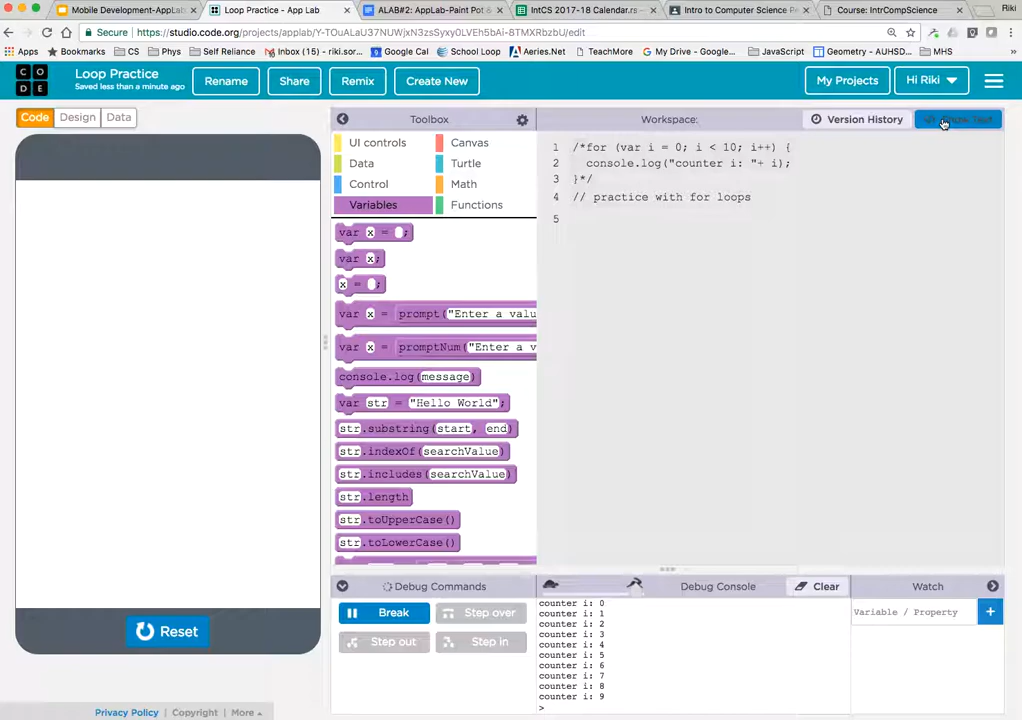 Mobile Development-AppLab
Loop Practice - App Lab
ALAB#2: AppLab-Paint Pot &
IntCS 2017-18 Calendar.rs
Intro to Computer Science P
Course: IntrCompScience
Riki
Secure
https://studio.code.org/projects/applab/Y-TOuALaU37NUWjxN3zsSyxy0LVEh5bAi-8TMXRbzbU/edit
Apps
Bookmarks
CS
Phys
Self Reliance
Inbox (15) - riki.sor
Google Cal
School Loop
Aeries.Net
TeachMore
My Drive - Google...
JavaScript
Geometry - AUHSD...
MHS
CODE
Loop Practice
Saved less than a minute ago
Rename
Share
Remix
Create New
My Projects
Hi Riki
Code
Design
Data
Toolbox
Workspace:
Version History
UI controls
Canvas
Data
Turtle
Control
Math
Variables
Functions
var x = ;
var x;
x = ;
var x = prompt("Enter a valu
var x = promptNum("Enter a v
console.log(message)
var str = "Hello World";
str.substring(start, end)
str.indexOf(searchValue)
str.includes(searchValue)
str.length
str.toUpperCase()
str.toLowerCase()
1 /*for (var i = 0; i < 10; i++) {
2 console.log("counter i: "+ i);
3 }*/
4 // practice with for loops
5
Reset
Debug Commands
Debug Console
Clear
Watch
Break
Step over
Step out
Step in
Variable / Property
+
counter i: 0
counter i: 1
counter i: 2
counter i: 3
counter i: 4
counter i: 5
counter i: 6
counter i: 7
counter i: 8
counter i: 9
>
Privacy Policy | Copyright | More